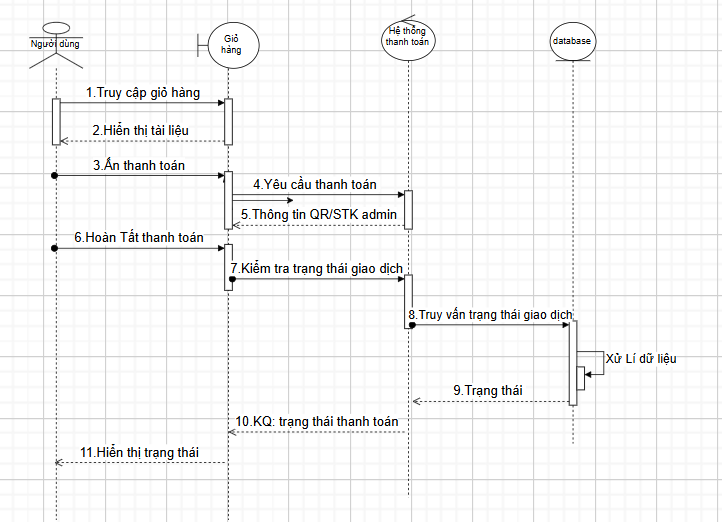 Người dùng
Giỏ
hàng
Hệ thống
thanh toán
database
1.Truy cập giỏ hàng
2.Hiển thị tài liệu
3.Ấn thanh toán
4.Yêu cầu thanh toán
5.Thông tin QR/STK admin
6.Hoàn Tất thanh toán
7.Kiểm tra trạng thái giao dịch
8.Truy vấn trạng thái giao dịch
Xử Lí dữ liệu
9.Trạng thái
10.KQ: trạng thái thanh toán
11.Hiển thị trạng thái